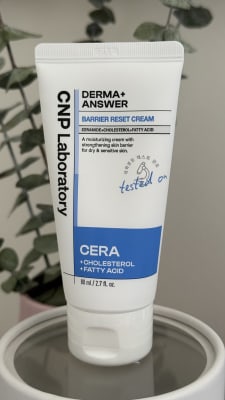 CNP Laboratory
DERMA+
ANSWER
BARRIER RESET CREAM
CERAMIDE+CHOLESTEROL+FATTY ACID
A moisturizing cream with
strengthening skin barrier
for dry & sensitive skin.
tested on
CERA
+CHOLESTEROL
+FATTY ACID
80 ml / 2.7 fl. oz.